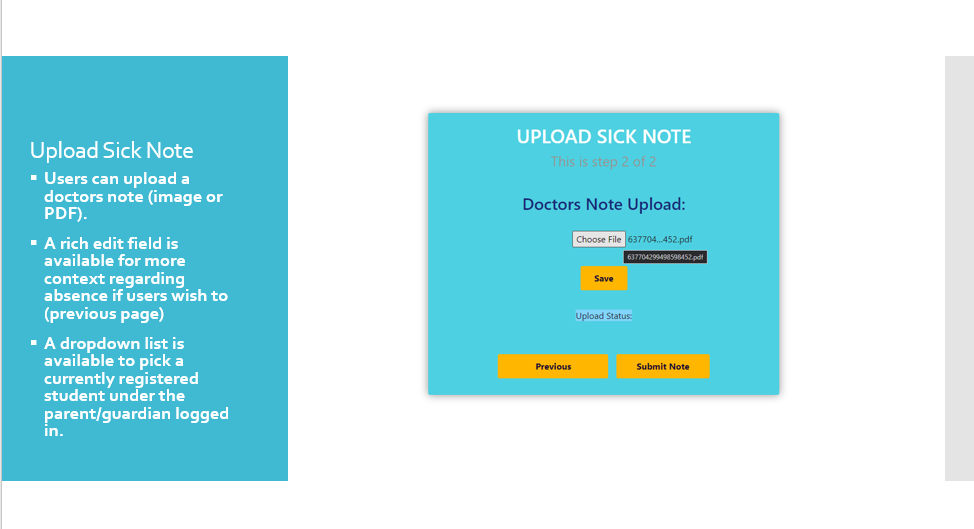 Upload Sick Note
▪ Users can upload a
doctors note (image or
PDF).
▪ A rich edit field is
available for more
context regarding
absence if users wish to
(previous page)
▪ A dropdown list is
available to pick a
currently registered
student under the
parent/guardian logged
in.
UPLOAD SICK NOTE
This is step 2 of 2
Doctors Note Upload:
Choose File 637704...452.pdf
637704299498598452.pdf
Save
Upload Status:
Previous Submit Note